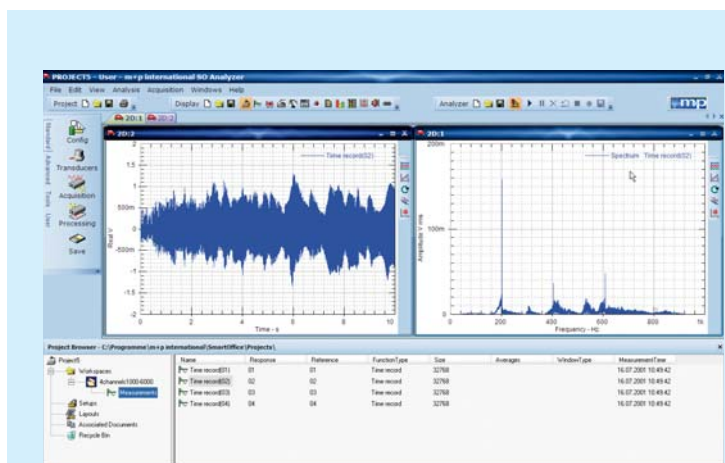 PROJECT5 - User - m+p international SO Analyzer
File Edit View Analysis Acquisition Windows Help
Project Display Analyzer m+p
2D:1 2D:2
Standard Advanced Tools User
Config
Transducers
Acquisition
Processing
Save
2D:2
Time record(02)
Real V
2
1.5
1
500m
0
-500m
-1
-1.5
-2
0 2 4 6 8 10
Time - s
2D:1
Spectrum Time record(02)
Amplitude V rms
200m
100m
0
0 200 400 600 800 1k
Frequency - Hz
Project Browser - C:\Programme\m+p international\SmartOffice\Projects\
Project5
Workspaces
4channels1000-6000
Measurements
Setups
Layouts
Associated Documents
Recycle Bin
Name Response Reference FunctionType Size Averages WindowType MeasurementTime
Time record(01) 01 01 Time record 32768 16.07.2001 10:49:42
Time record(02) 02 02 Time record 32768 16.07.2001 10:49:42
Time record(03) 03 03 Time record 32768 16.07.2001 10:49:42
Time record(04) 04 04 Time record 32768 16.07.2001 10:49:42